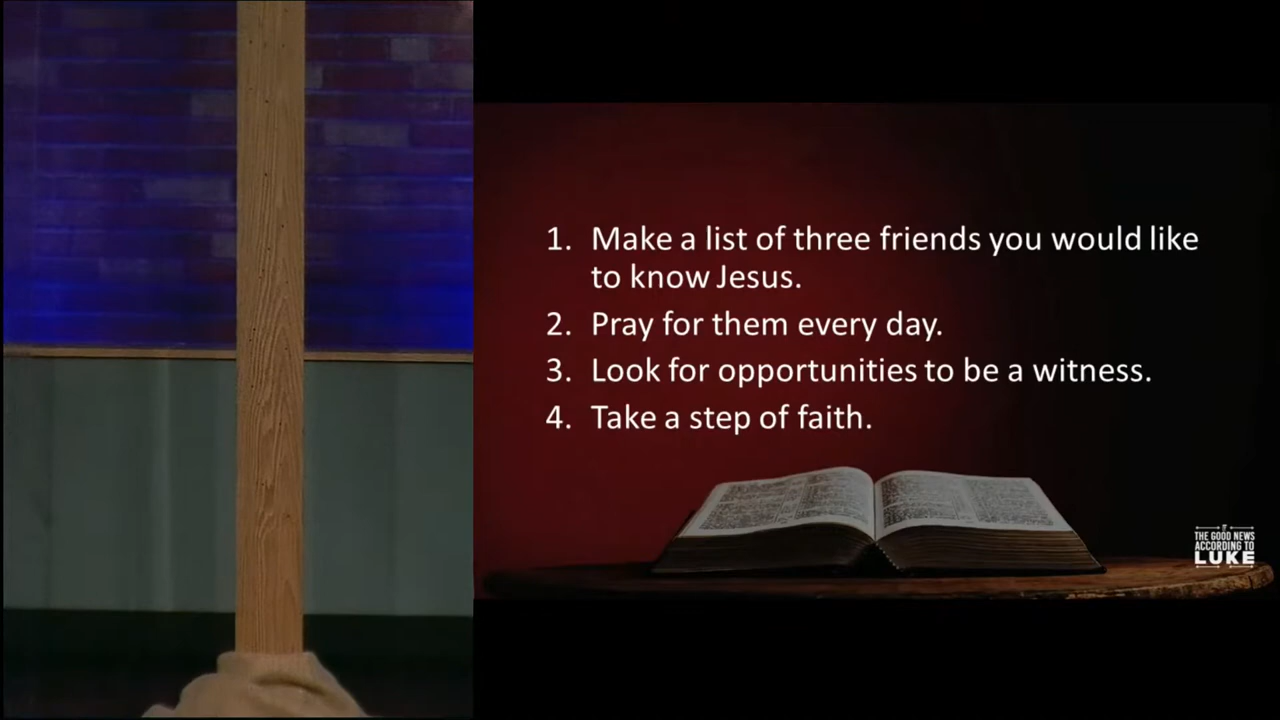 1. Make a list of three friends you would like
to know Jesus.
2. Pray for them every day.
3. Look for opportunities to be a witness.
4. Take a step of faith.
THE GOOD NEWS
ACCORDING TO
LUKE